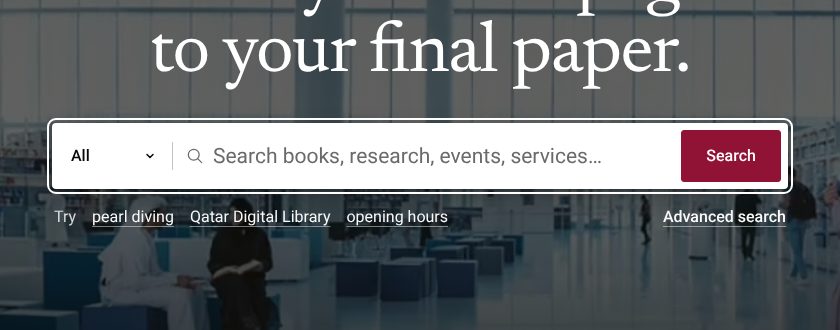 to your final paper.
All
Search books, research, events, services...
Search
Try pearl diving Qatar Digital Library opening hours
Advanced search